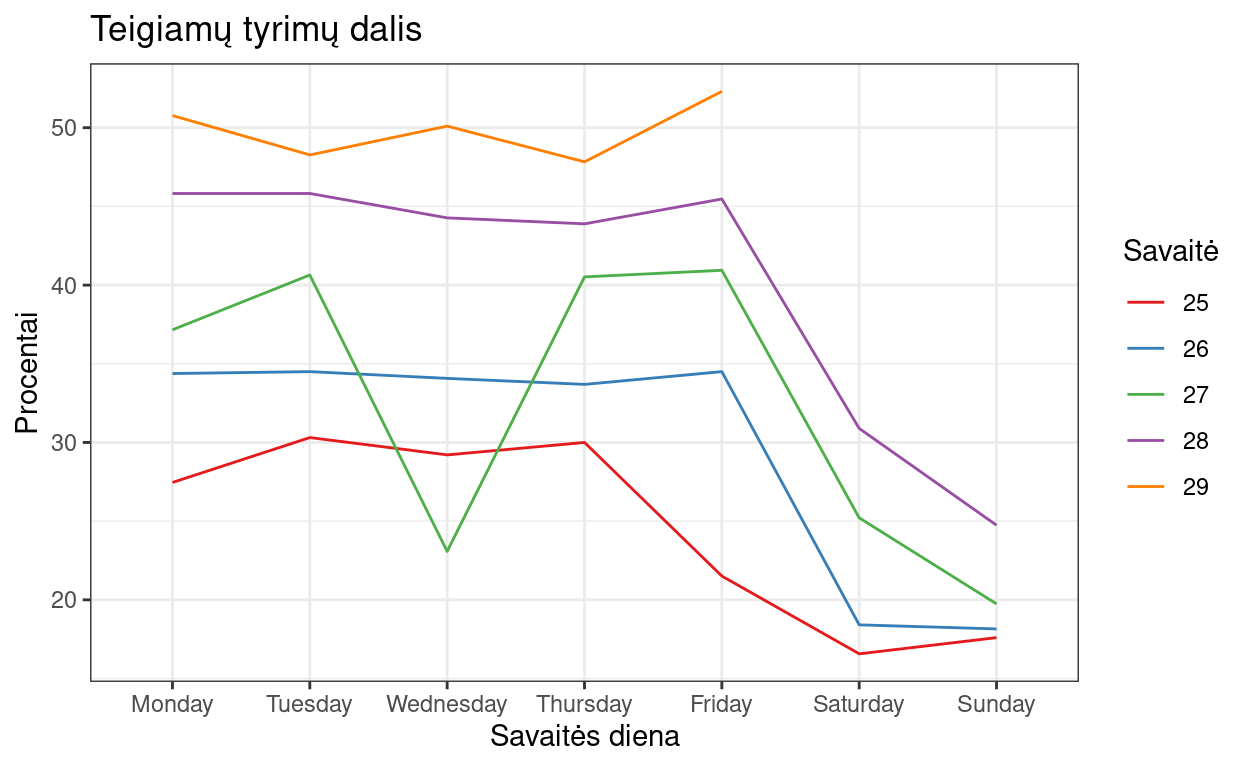 Teigiamų tyrimų dalis
Procentai
50
40
30
20
Monday Tuesday Wednesday Thursday Friday Saturday Sunday
Savaitės diena
Savaitė
25
26
27
28
29